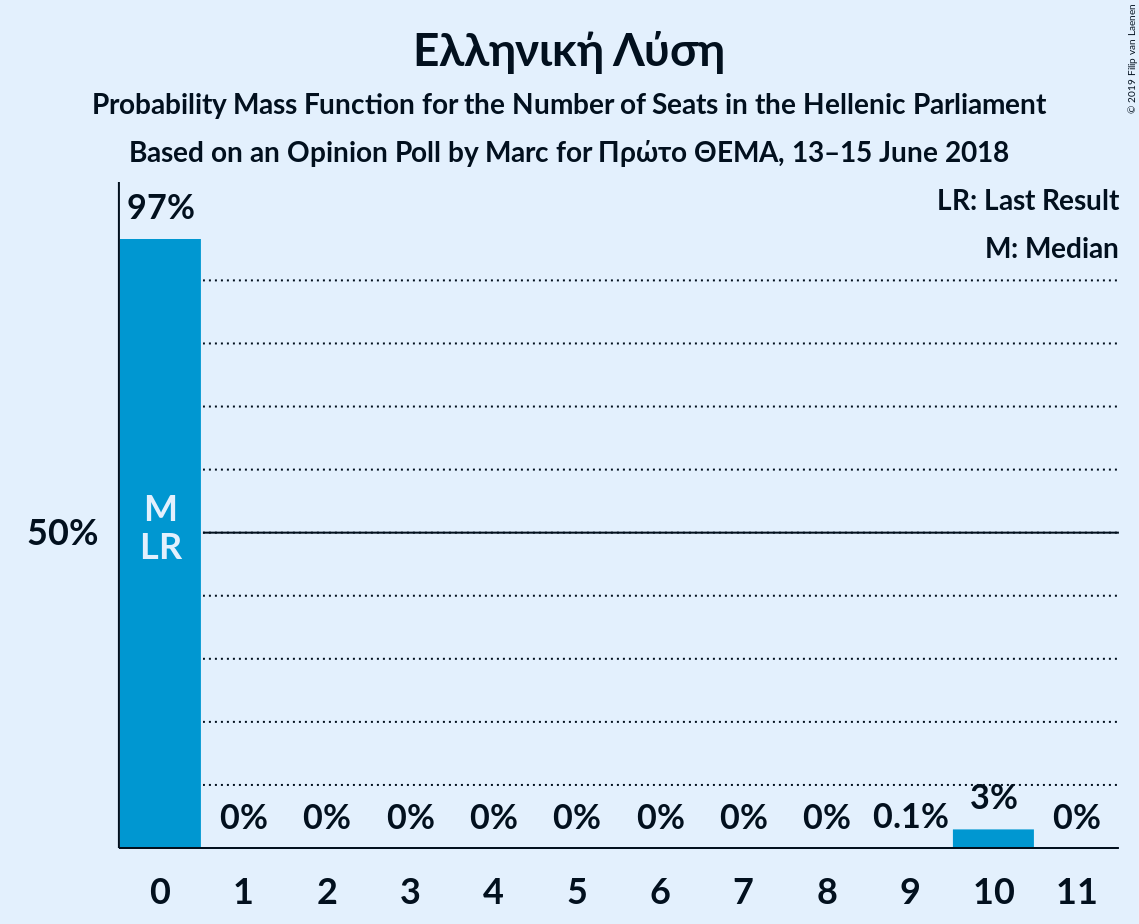 Ελληνική Λύση
Probability Mass Function for the Number of Seats in the Hellenic Parliament
Based on an Opinion Poll by Marc for Πρώτο ΘΕΜΑ, 13–15 June 2018
© 2019 Filip van Laenen
LR: Last Result
M: Median
97%
50%
M
LR
0% 0% 0% 0% 0% 0% 0% 0% 0.1% 3% 0%
0 1 2 3 4 5 6 7 8 9 10 11